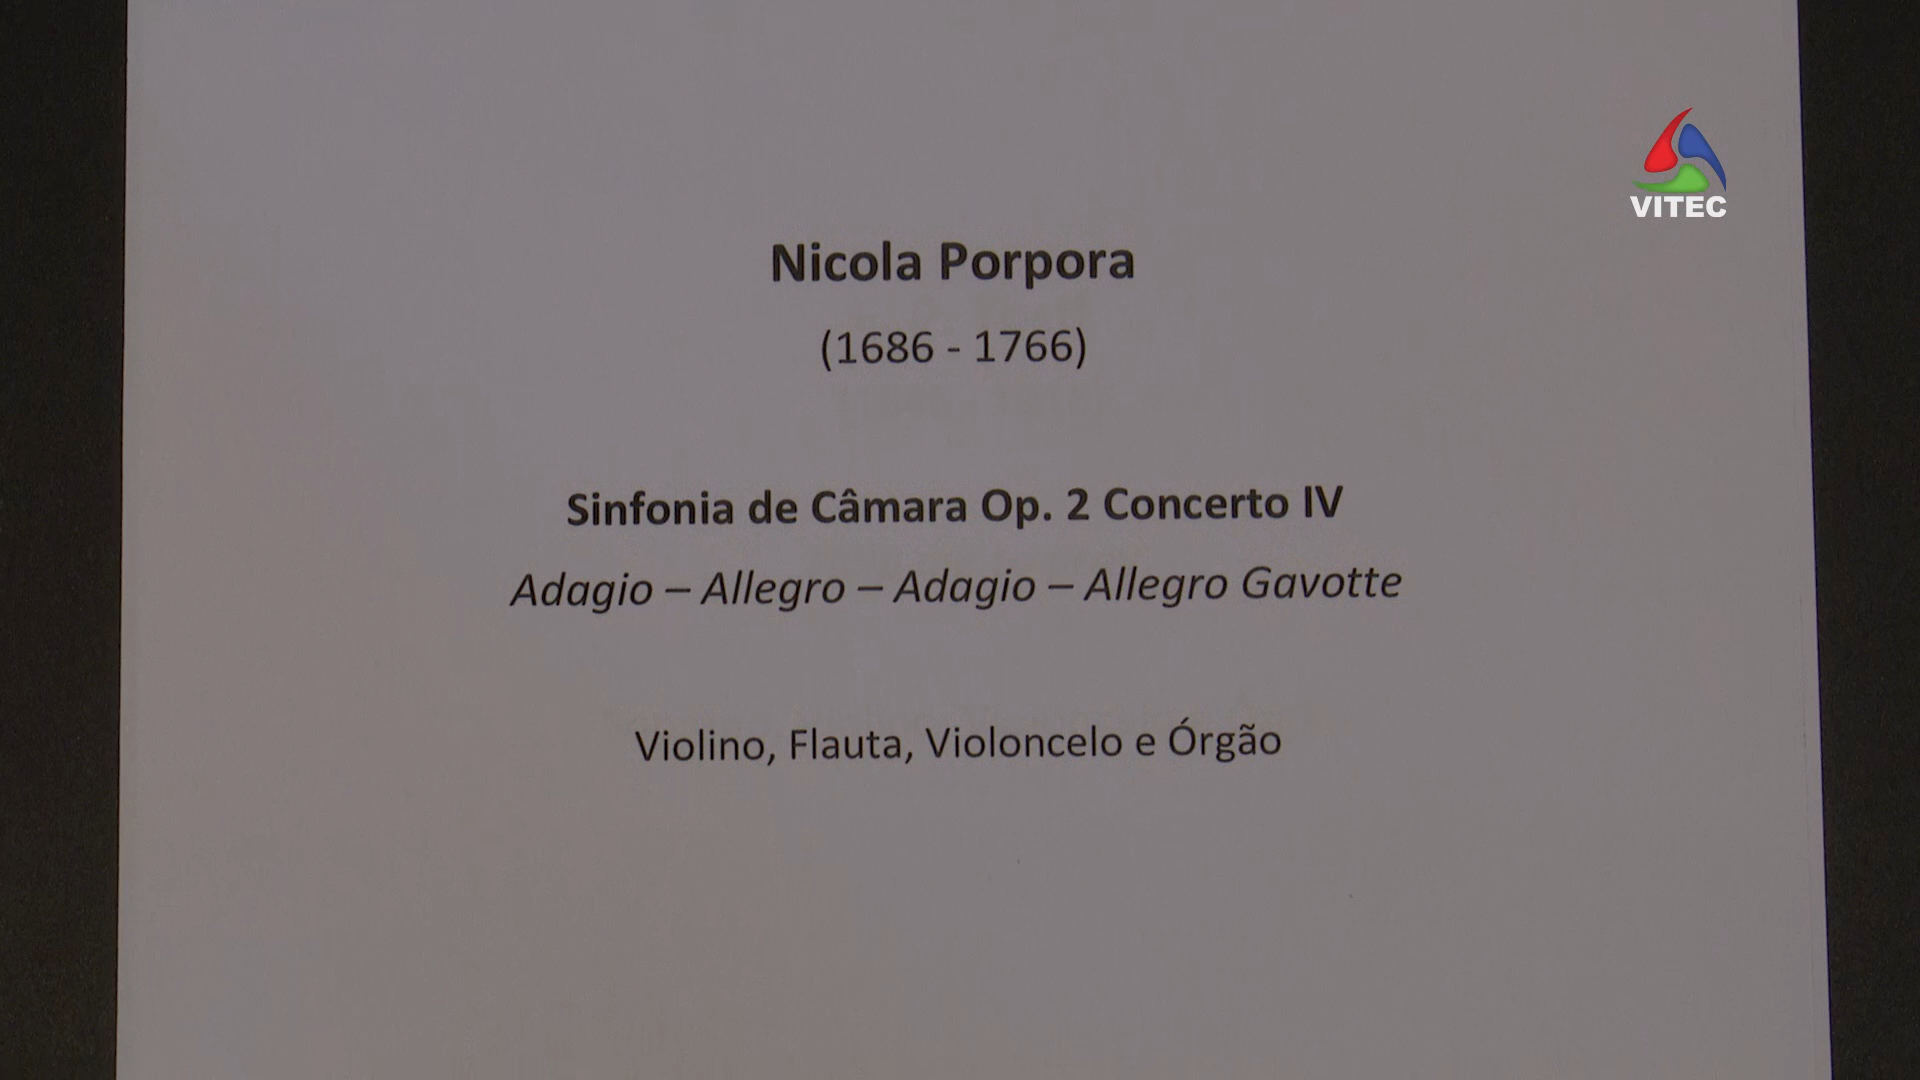 VITEC
Nicola Porpora
(1686 - 1766)
Sinfonia de Câmara Op. 2 Concerto IV
Adagio – Allegro – Adagio – Allegro Gavotte
Violino, Flauta, Violoncelo e Órgão